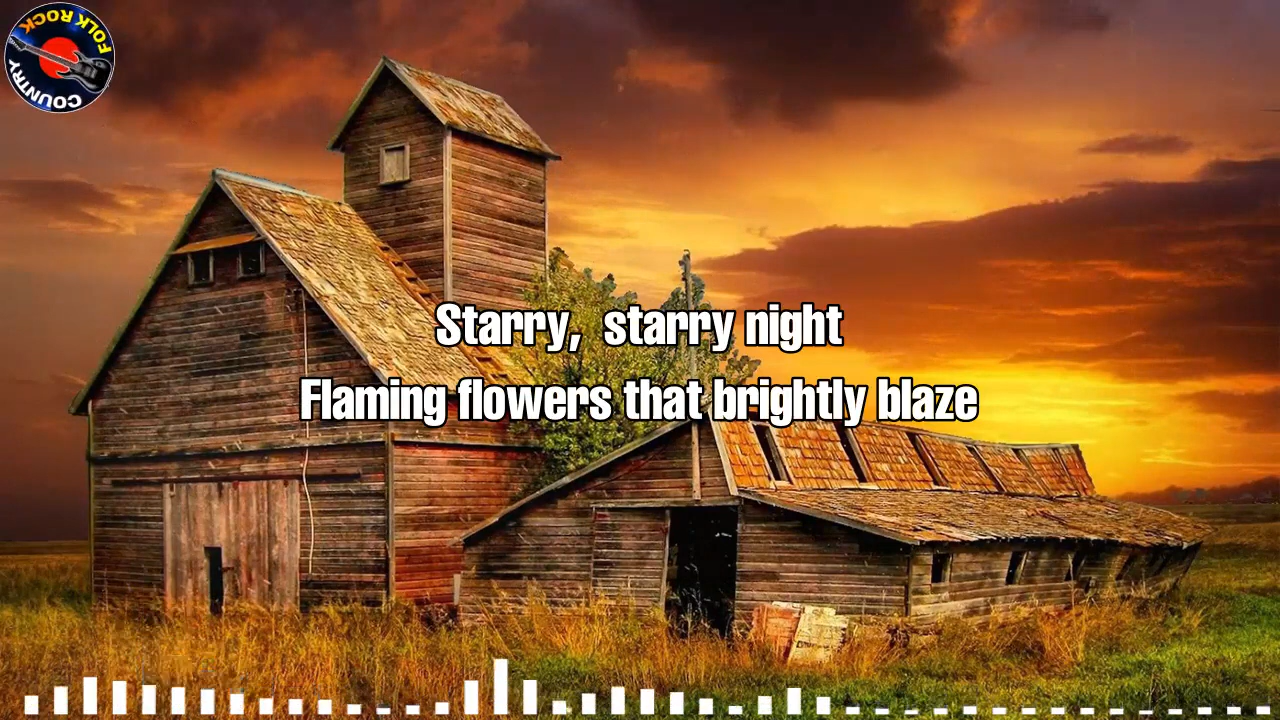 FOLK ROCK
COUNTRY
Starry, starry night
Flaming flowers that brightly blaze